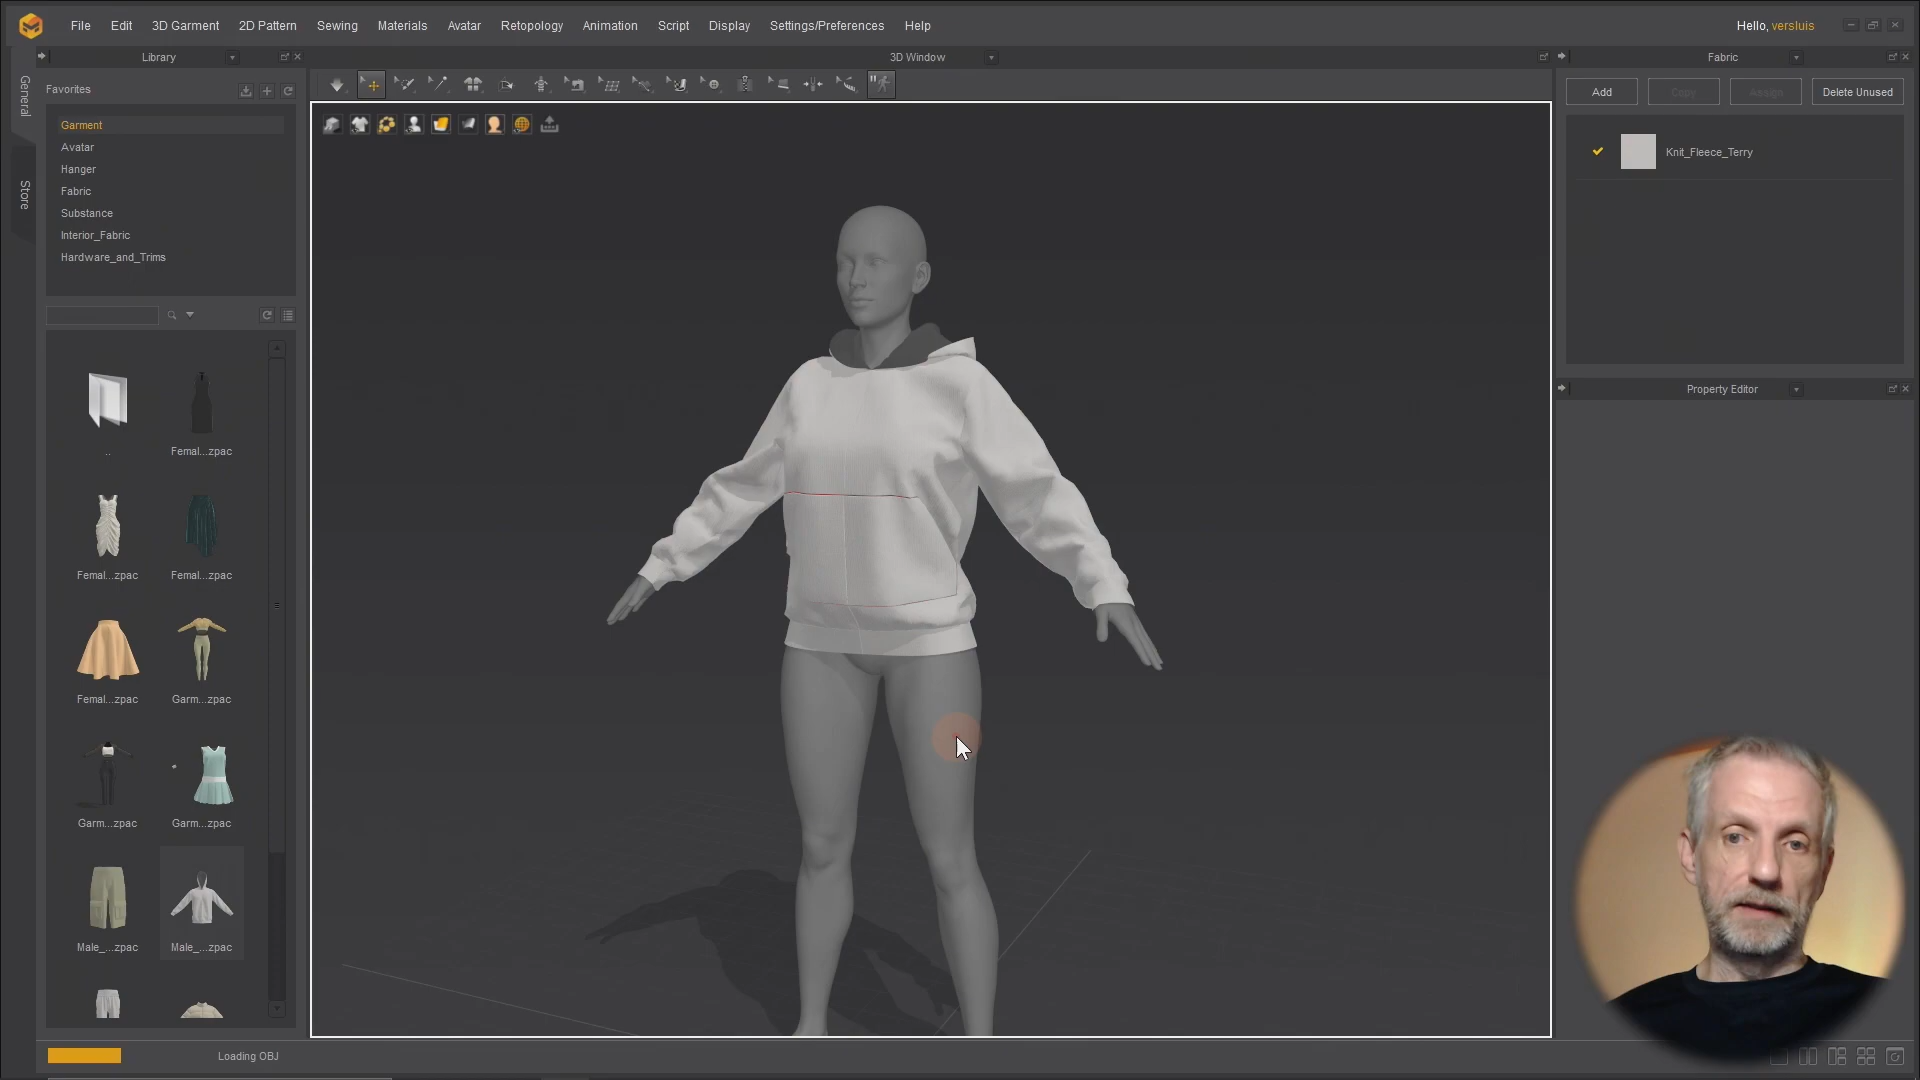 File Edit 3D Garment 2D Pattern Sewing Materials Avatar Retopology Animation Script Display Settings/Preferences Help
Hello, versluis
Library
3D Window
Fabric
General
Store
Favorites
Garment
Avatar
Hanger
Fabric
Substance
Interior_Fabric
Hardware_and_Trims
Add Copy Assign Delete Unused
Knit_Fleece_Terry
Property Editor
..
Femal...zpac
Femal...zpac
Femal...zpac
Femal...zpac
Garm...zpac
Garm...zpac
Garm...zpac
Male_...zpac
Male_...zpac
Loading OBJ